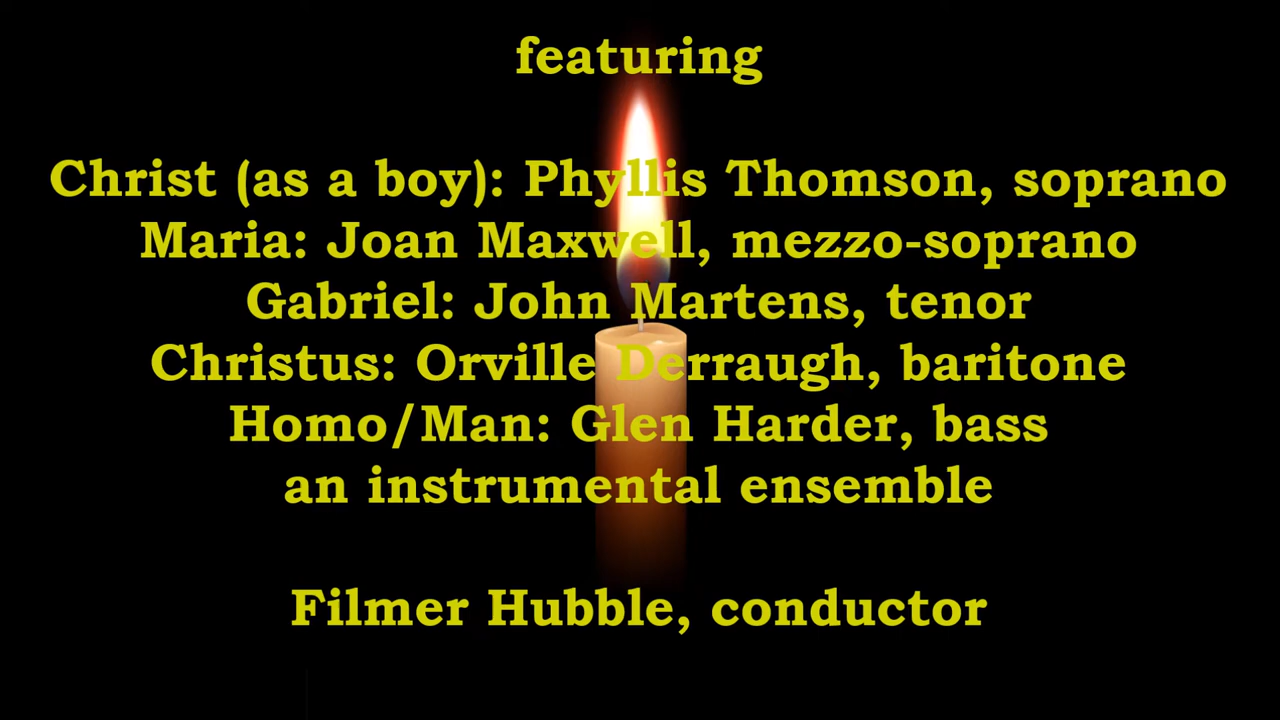 featuring
Christ (as a boy): Phyllis Thomson, soprano
Maria: Joan Maxwell, mezzo-soprano
Gabriel: John Martens, tenor
Christus: Orville Derraugh, baritone
Homo/Man: Glen Harder, bass
an instrumental ensemble
Filmer Hubble, conductor